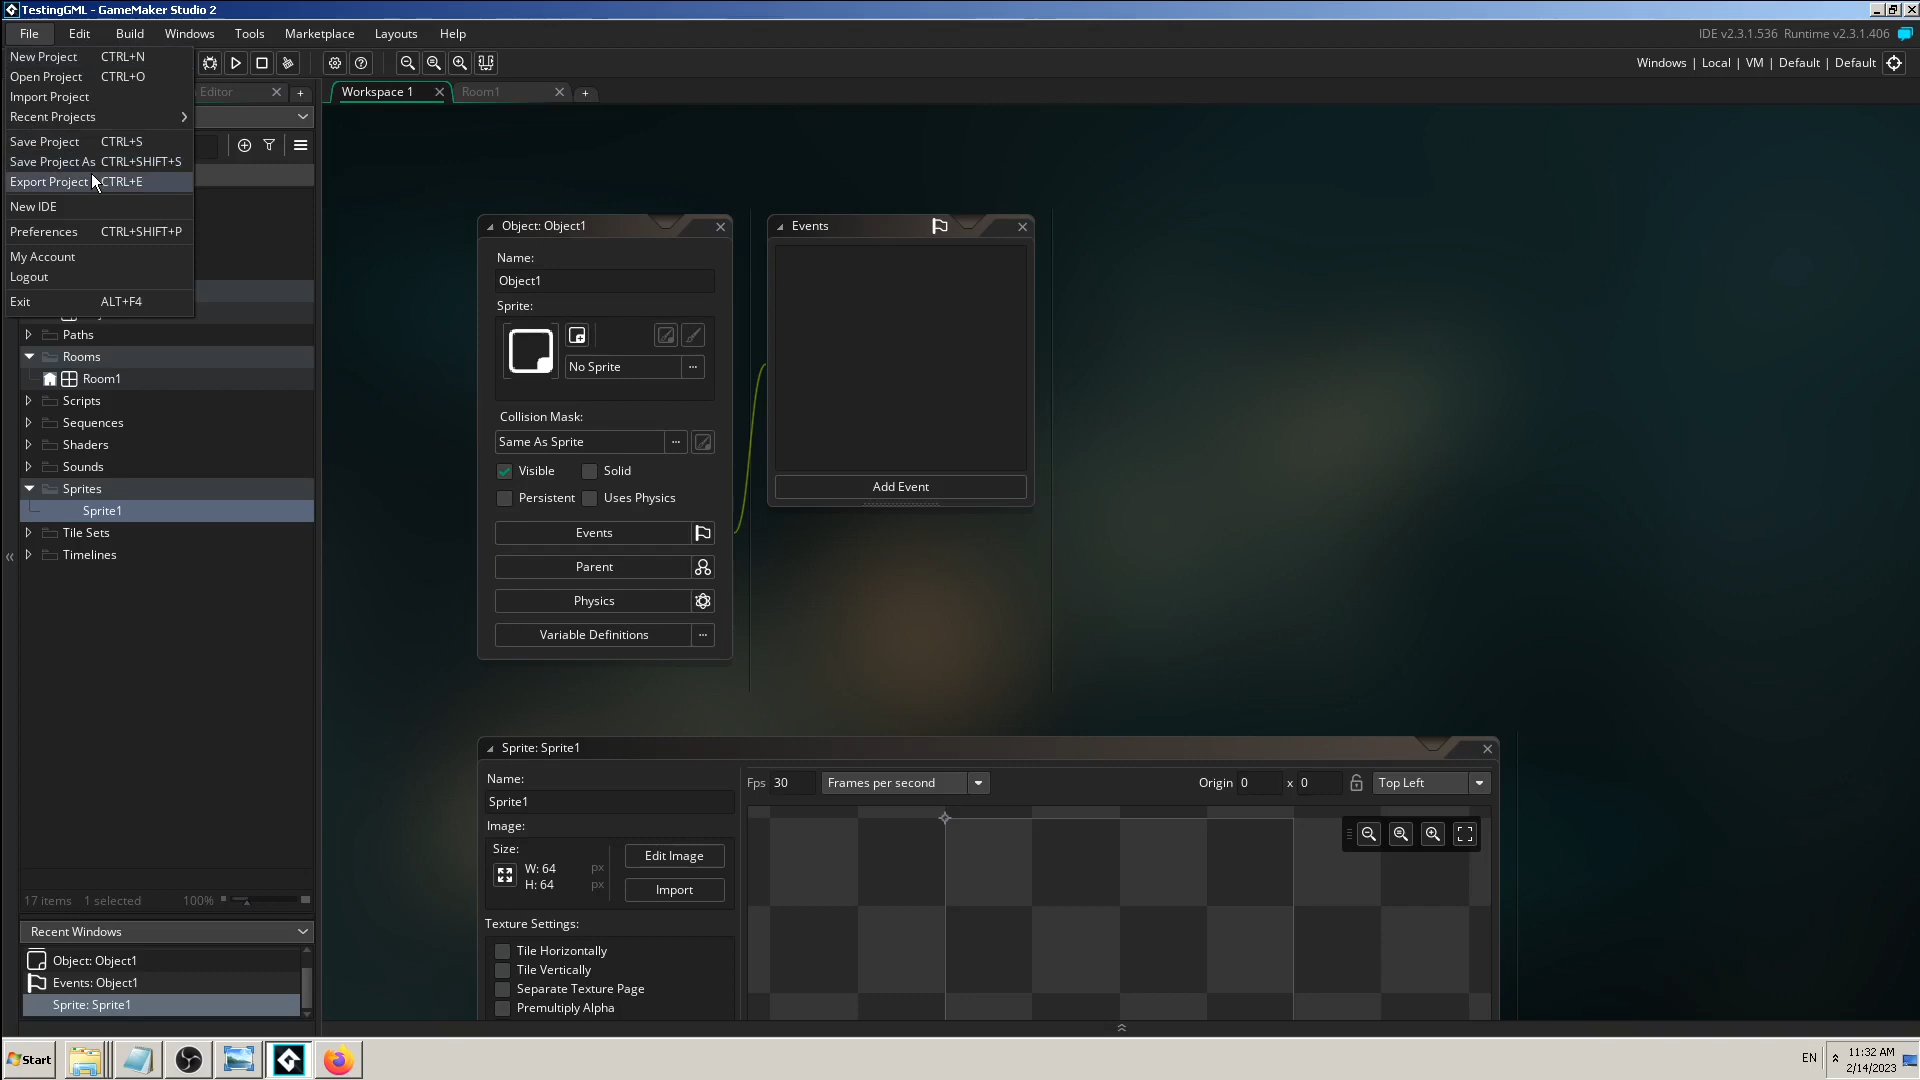 TestingGML - GameMaker Studio 2
File Edit Build Windows Tools Marketplace Layouts Help
IDE v2.3.1.536 Runtime v2.3.1.406
Windows | Local | VM | Default | Default
Editor
Workspace 1
Room1
New Project CTRL+N
Open Project CTRL+O
Import Project
Recent Projects
Save Project CTRL+S
Save Project As CTRL+SHIFT+S
Export Project CTRL+E
New IDE
Preferences CTRL+SHIFT+P
My Account
Logout
Exit ALT+F4
Paths
Rooms
Room1
Scripts
Sequences
Shaders
Sounds
Sprites
Sprite1
Tile Sets
Timelines
17 items 1 selected 100%
Recent Windows
Object: Object1
Events: Object1
Sprite: Sprite1
Object: Object1
Name:
Object1
Sprite:
No Sprite
Collision Mask:
Same As Sprite
Visible Solid
Persistent Uses Physics
Events
Parent
Physics
Variable Definitions
Events
Add Event
Sprite: Sprite1
Name:
Sprite1
Image:
Size:
W: 64 px
H: 64 px
Edit Image
Import
Texture Settings:
Tile Horizontally
Tile Vertically
Separate Texture Page
Premultiply Alpha
Fps 30 Frames per second
Origin 0 x 0 Top Left
Start
EN
11:32 AM
2/14/2023